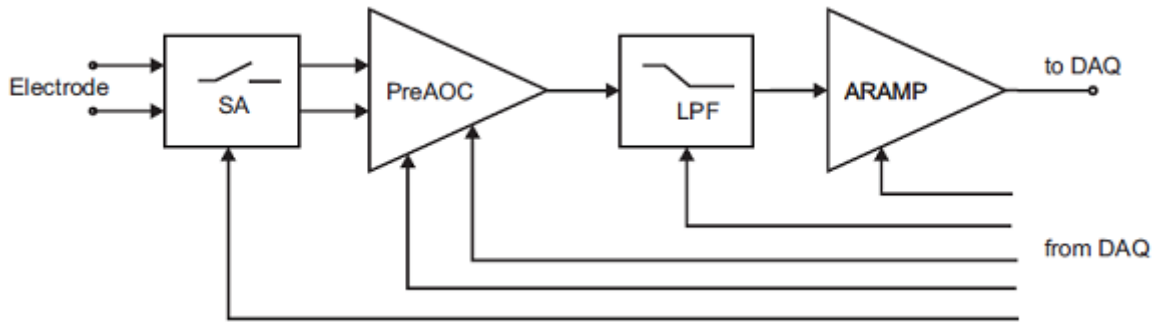 Electrode
SA
PreAOC
LPF
ARAMP
to DAQ
from DAQ